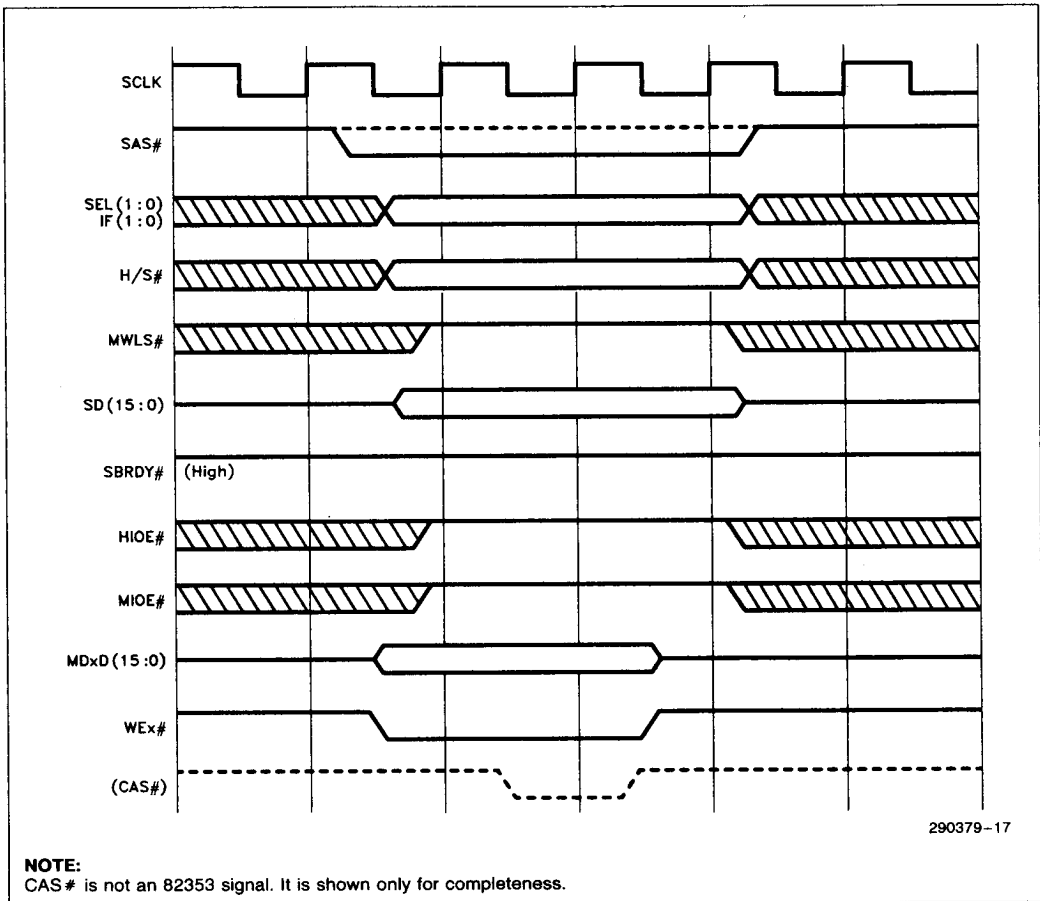 SCLK
SAS#
SEL(1:0)
IF(1:0)
H/S#
MWLS#
SD(15:0)
SBRDY# (High)
HIOE#
MIOE#
MDxD(15:0)
WEx#
(CAS#)
290379-17
NOTE:
CAS# is not an 82353 signal. It is shown only for completeness.